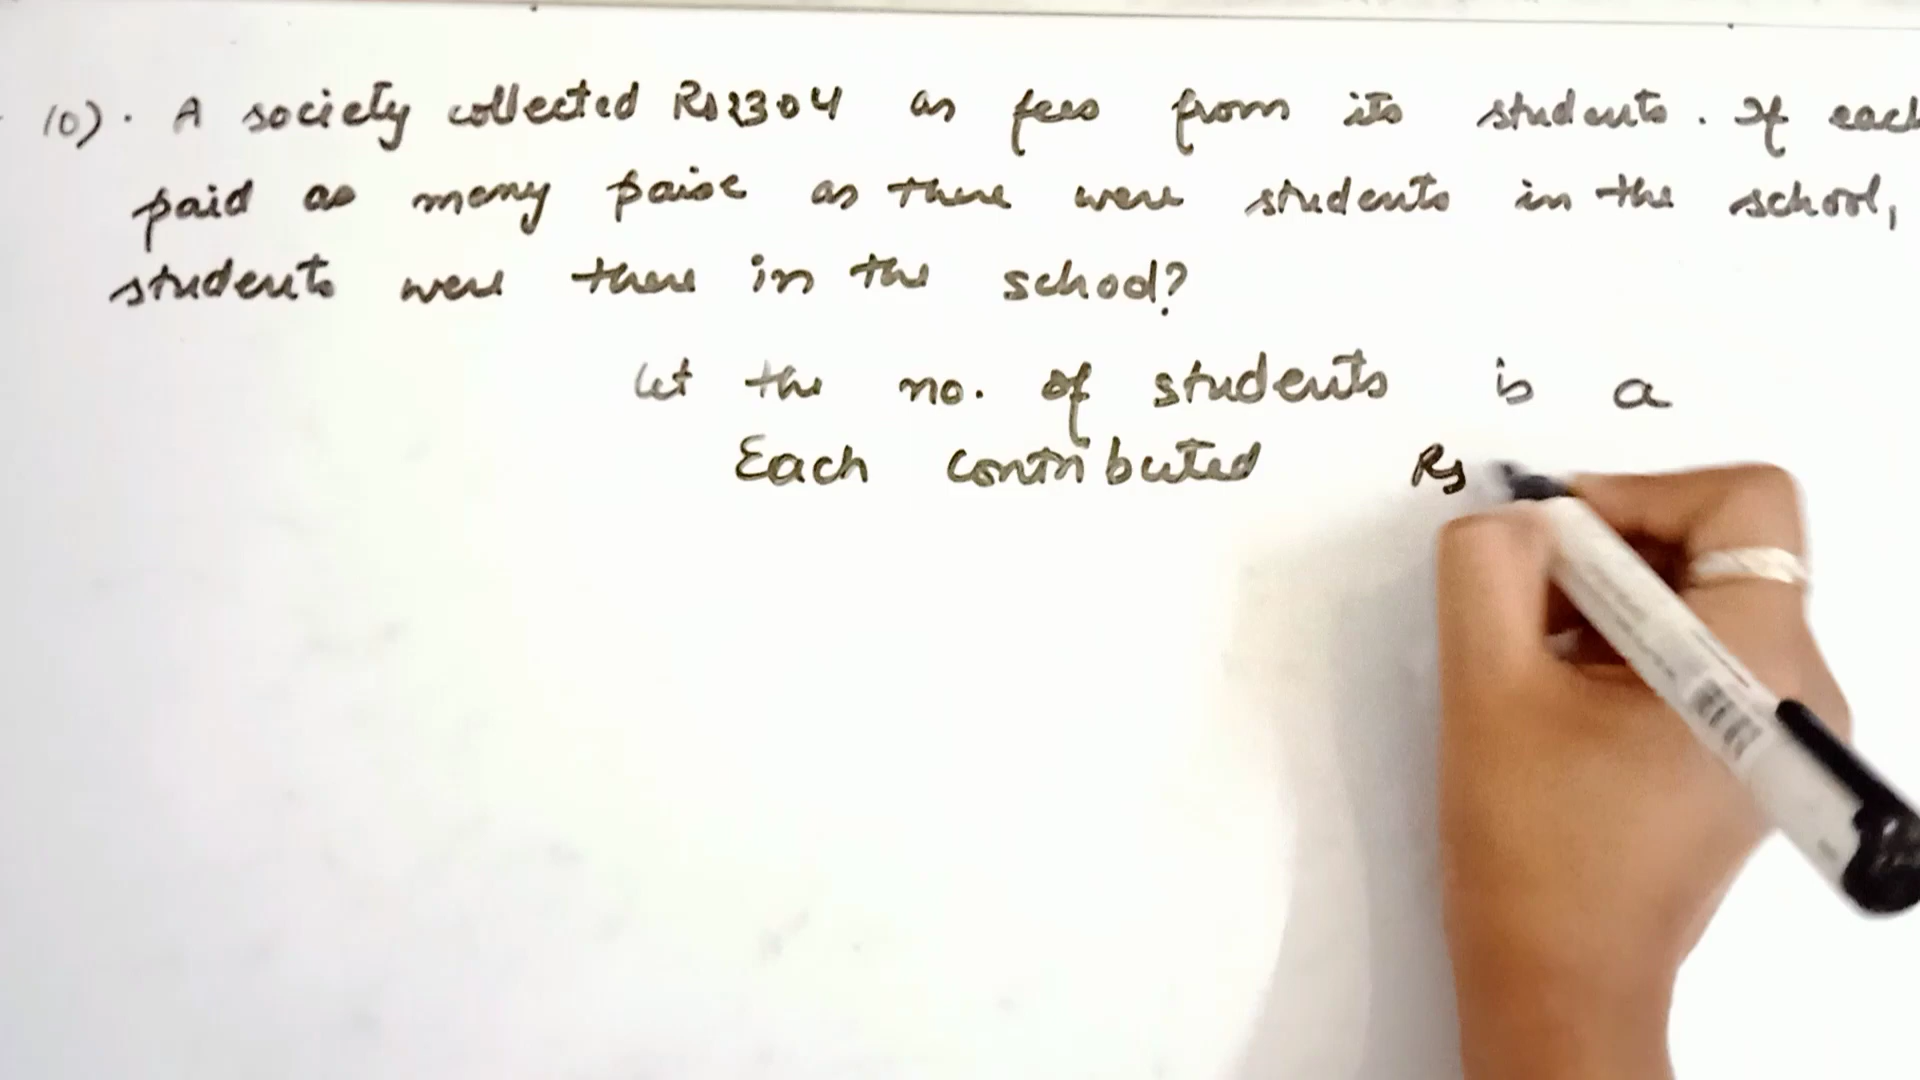 10). A society collected Rs 2304 as fees from its students. If each
paid as many paise as there were students in the school,
students were there in the school?
Let the no. of students is a
Each contributed Rs